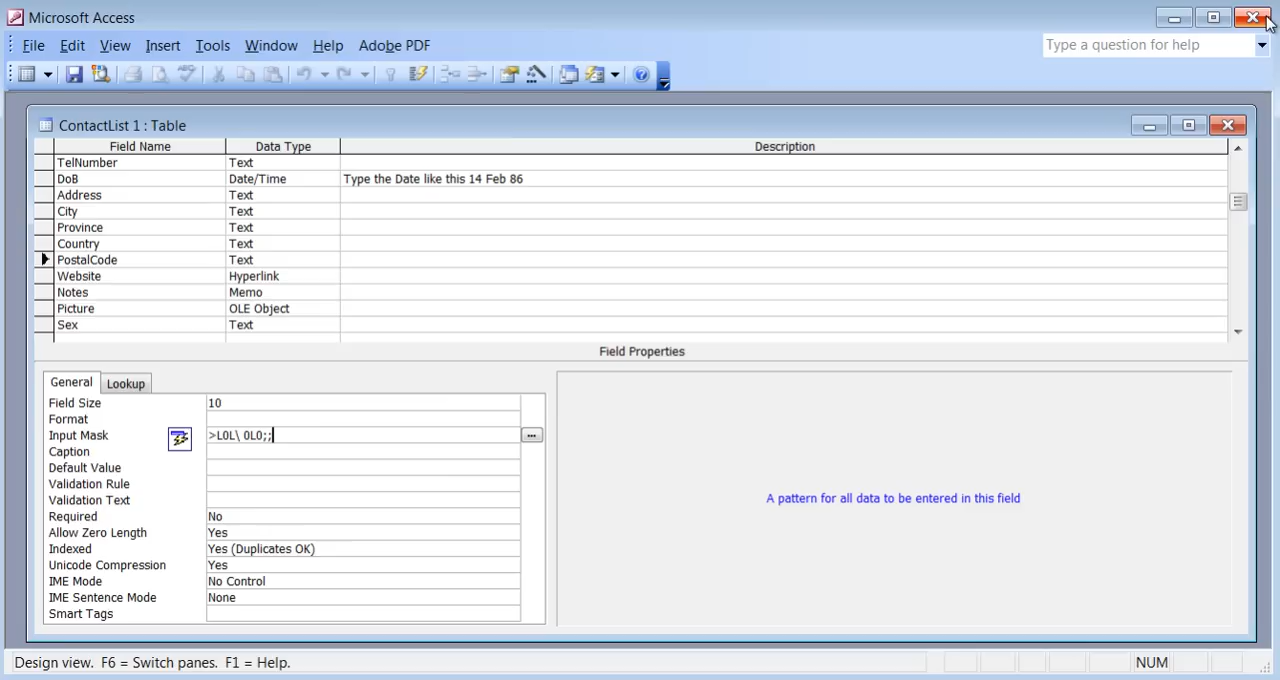 Microsoft Access
File Edit View Insert Tools Window Help Adobe PDF
Type a question for help
ContactList 1 : Table
Field Name Data Type Description
TelNumber Text
DoB Date/Time Type the Date like this 14 Feb 86
Address Text
City Text
Province Text
Country Text
PostalCode Text
Website Hyperlink
Notes Memo
Picture OLE Object
Sex Text
Field Properties
General Lookup
Field Size 10
Format
Input Mask >L0L\ 0L0;; ...
Caption
Default Value
Validation Rule
Validation Text
Required No
Allow Zero Length Yes
Indexed Yes (Duplicates OK)
Unicode Compression Yes
IME Mode No Control
IME Sentence Mode None
Smart Tags
A pattern for all data to be entered in this field
Design view. F6 = Switch panes. F1 = Help. NUM